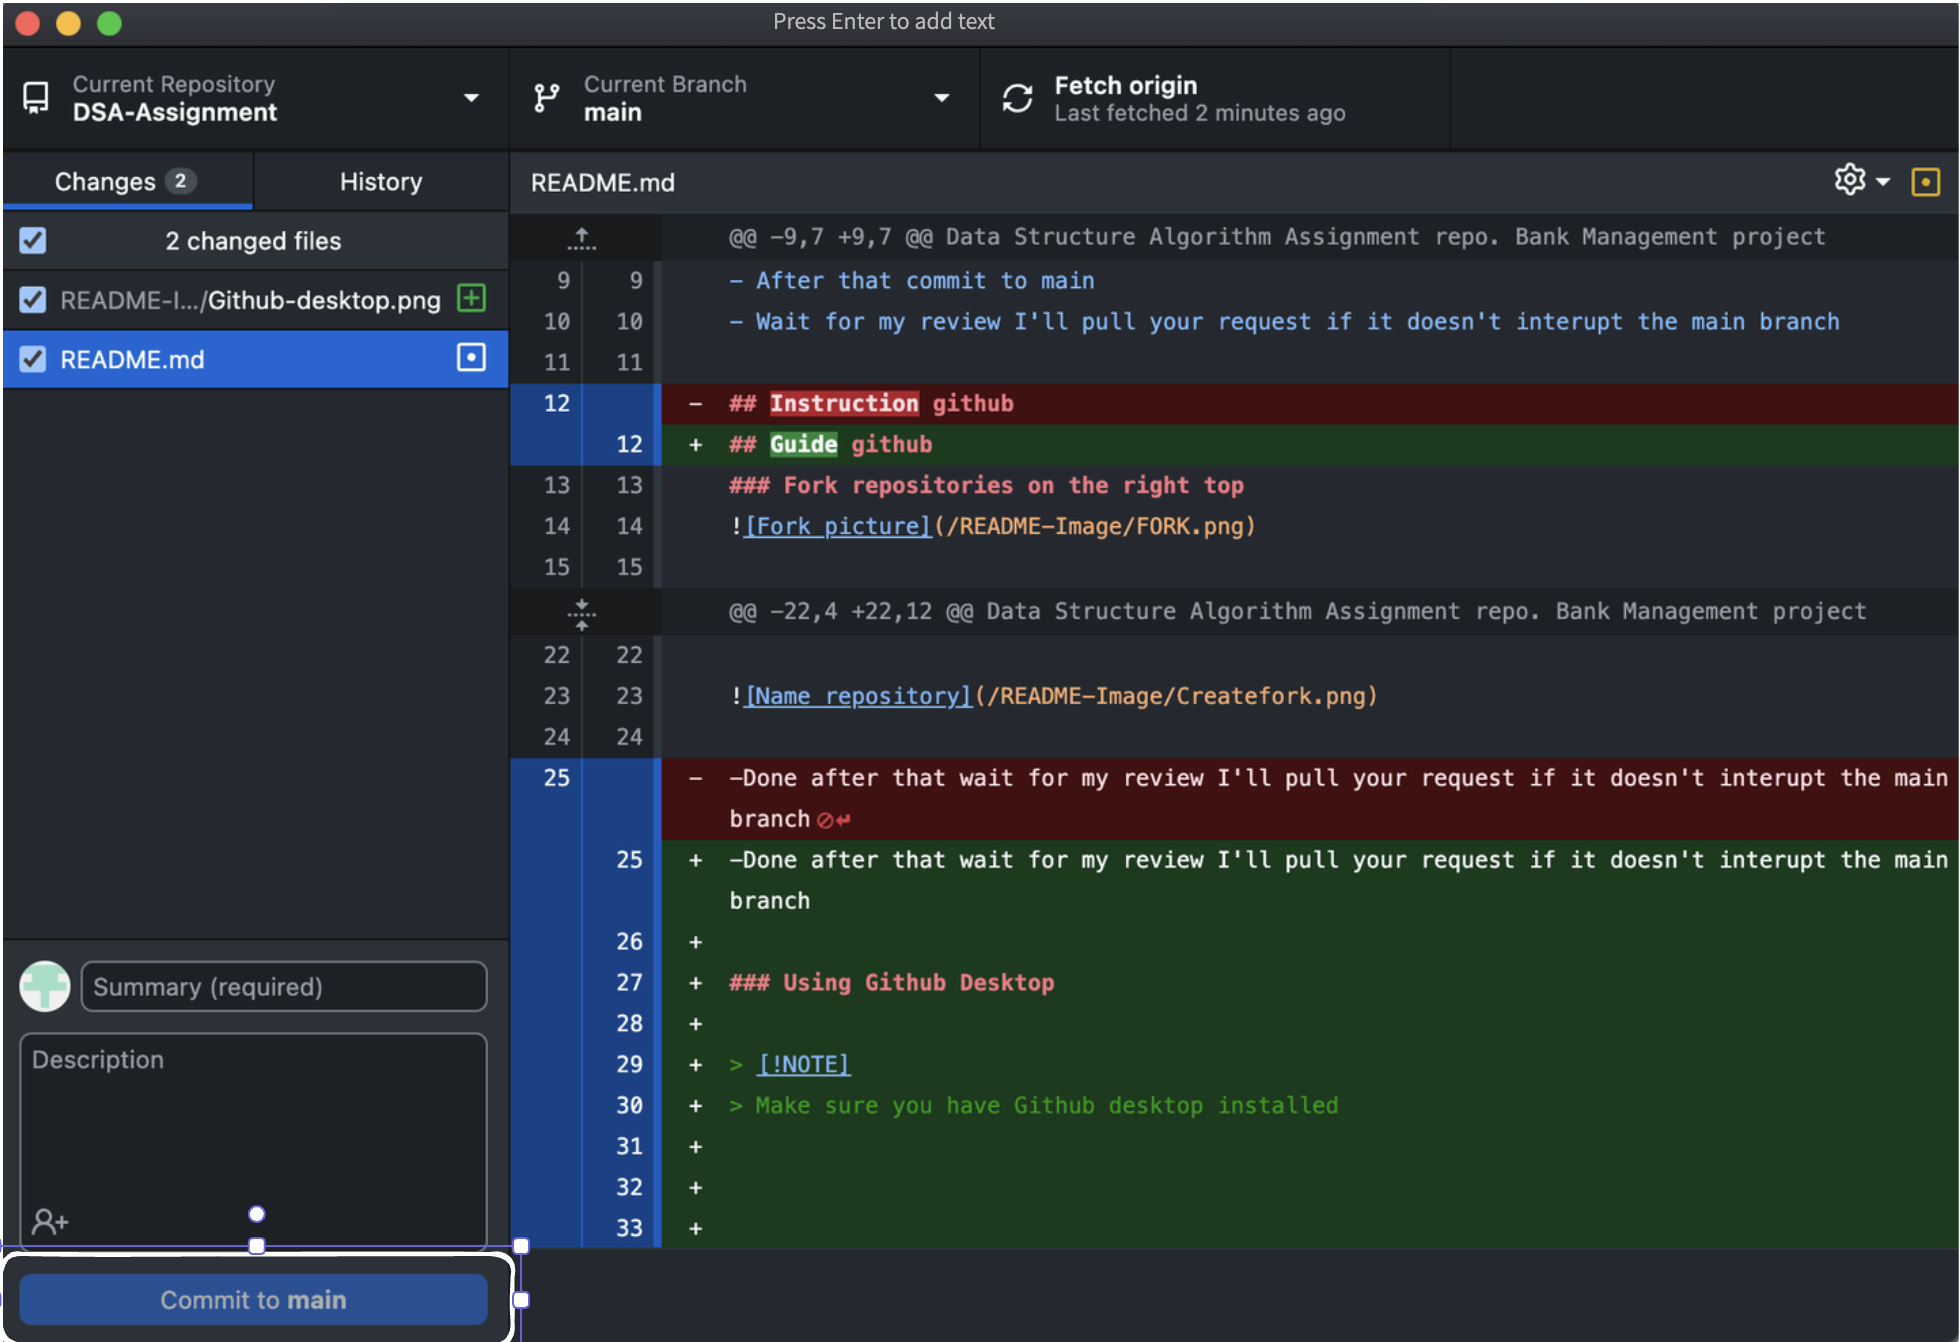 Press Enter to add text
Current Repository
DSA-Assignment
Current Branch
main
Fetch origin
Last fetched 2 minutes ago
Changes 2
History
README.md
2 changed files
README-I.../Github-desktop.png
README.md
@@ -9,7 +9,7 @@ Data Structure Algorithm Assignment repo. Bank Management project
9 9 - After that commit to main
10 10 - Wait for my review I'll pull your request if it doesn't interupt the main branch
11 11
12 - ## Instruction github
12 + ## Guide github
13 13 ### Fork repositories on the right top
14 14 ![Fork picture](/README-Image/FORK.png)
15 15
@@ -22,4 +22,12 @@ Data Structure Algorithm Assignment repo. Bank Management project
22 22
23 23 ![Name repository](/README-Image/Createfork.png)
24 24
25 - -Done after that wait for my review I'll pull your request if it doesn't interupt the main
branch
25 + -Done after that wait for my review I'll pull your request if it doesn't interupt the main
branch
26 +
27 + ### Using Github Desktop
28 +
29 + > [!NOTE]
30 + > Make sure you have Github desktop installed
31 +
32 +
33 +
Summary (required)
Description
Commit to main